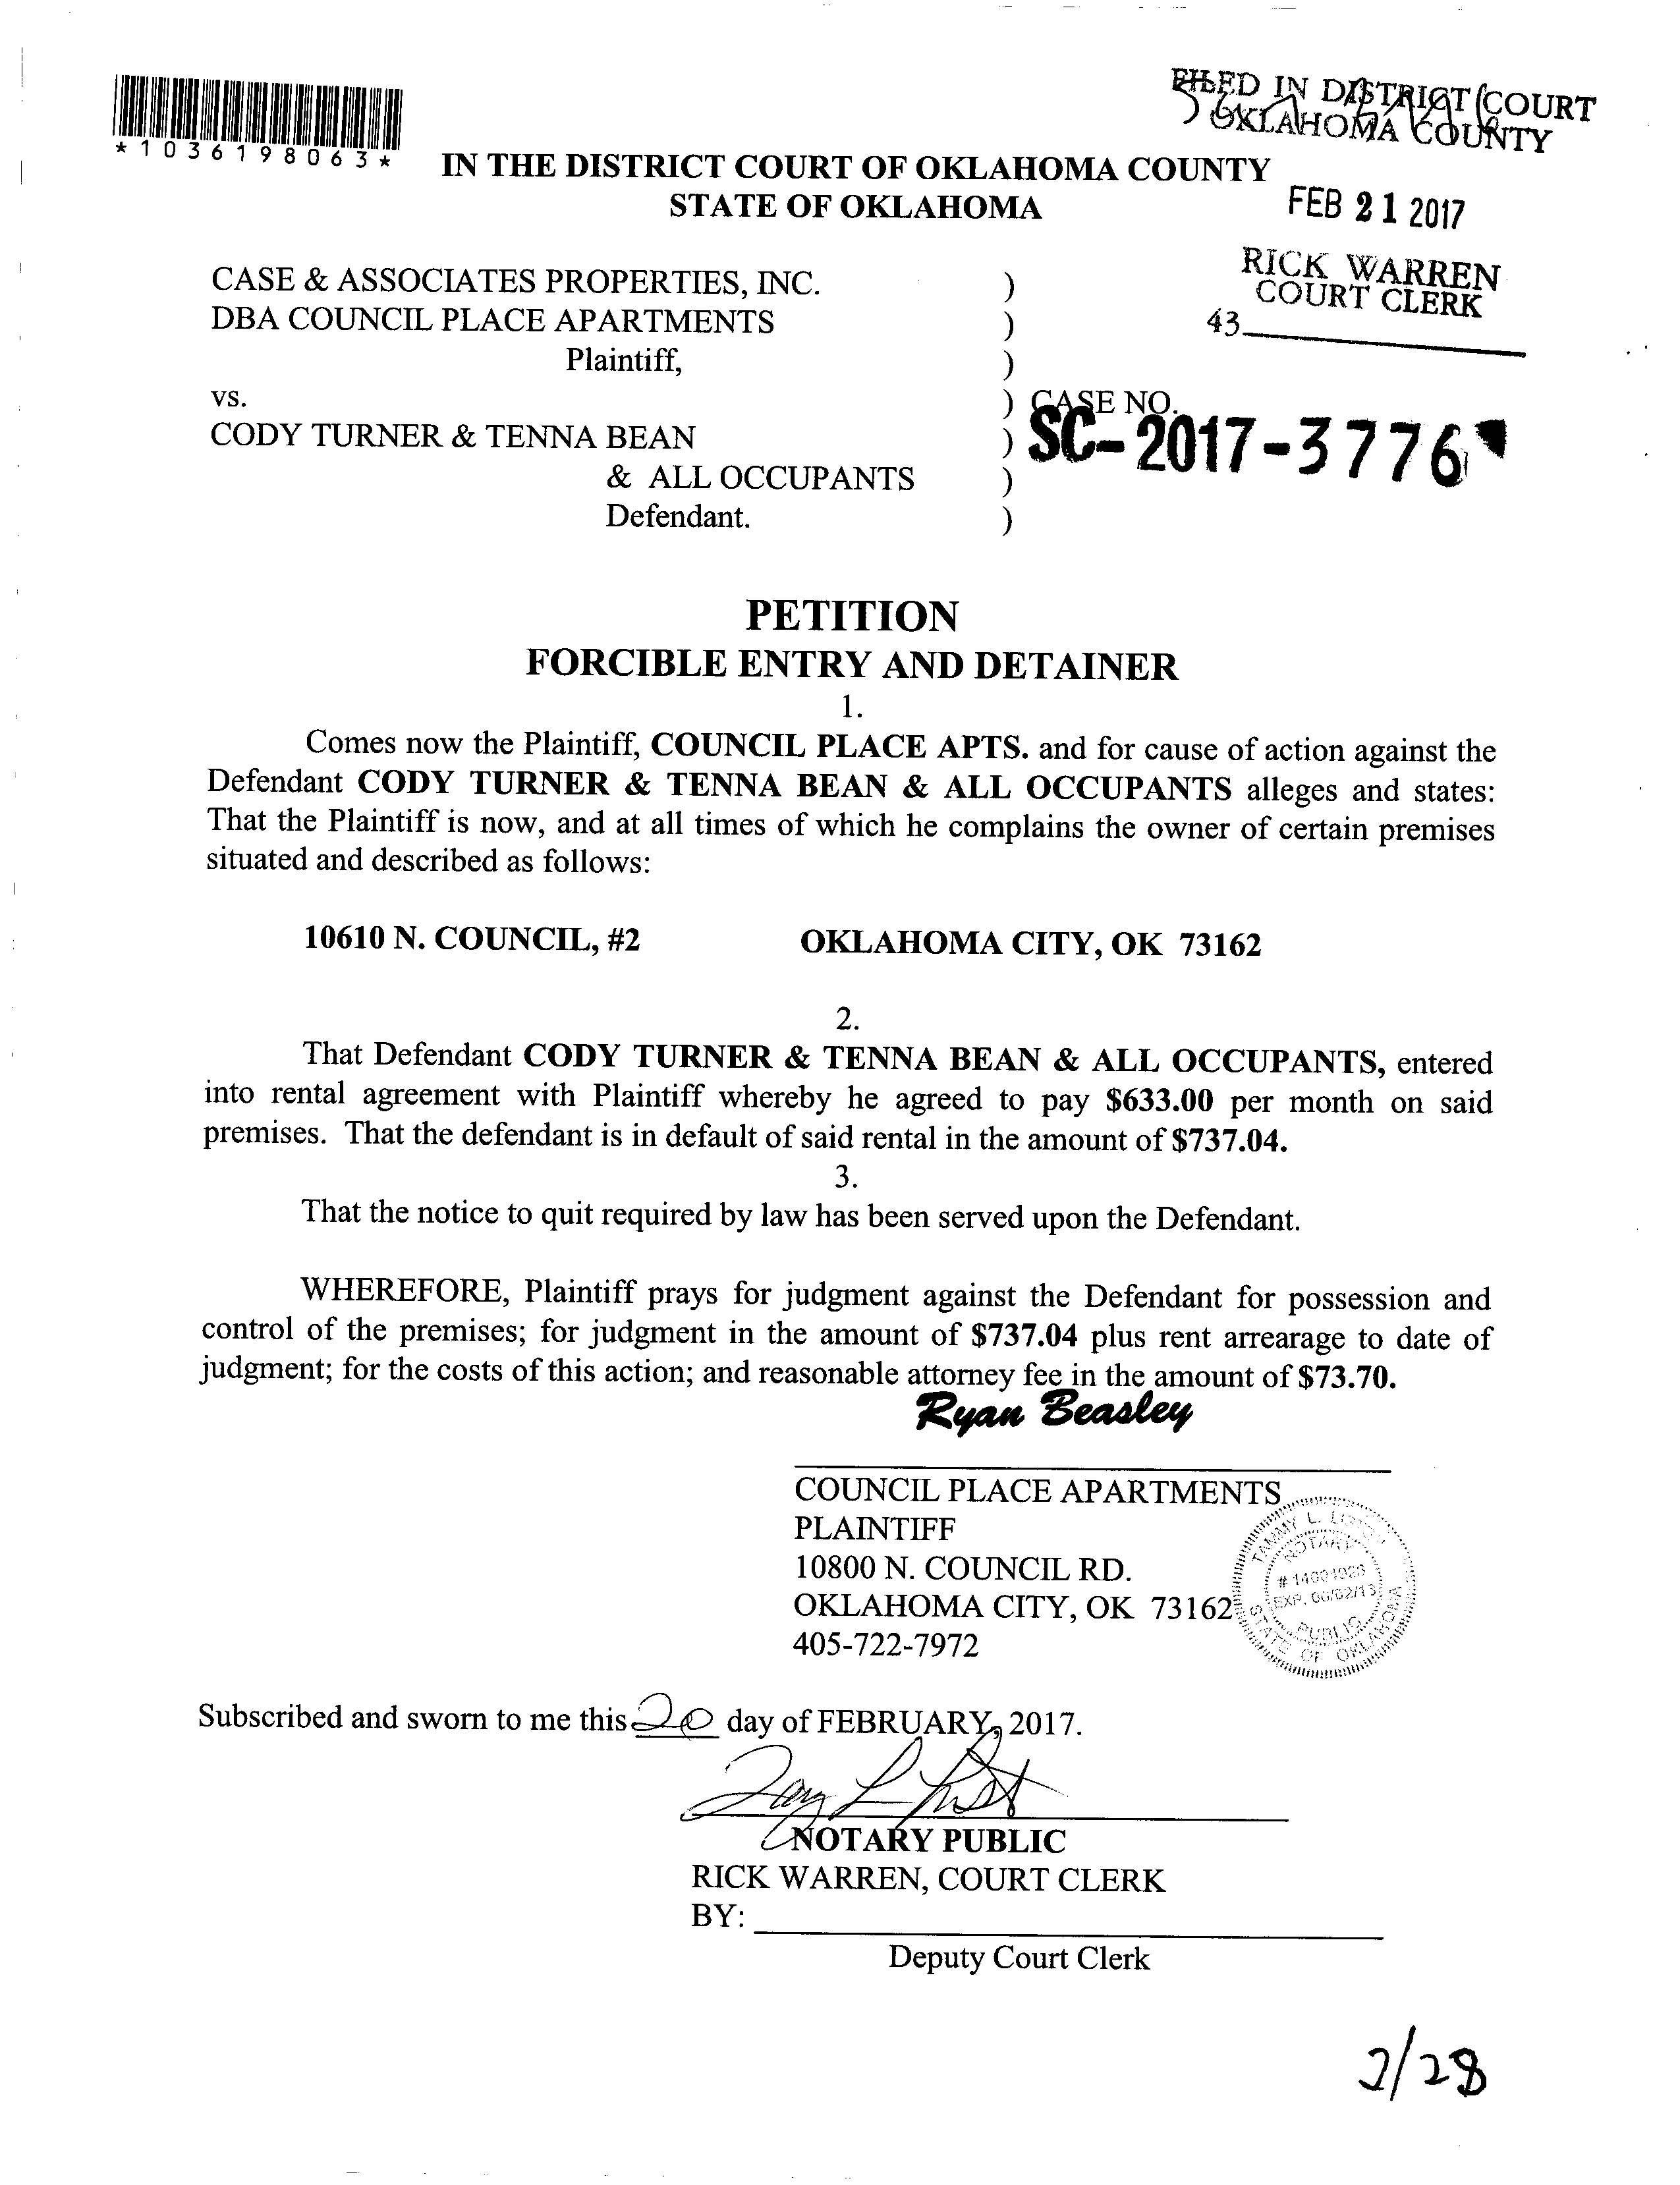 *1036198063*
FILED IN DISTRICT COURT
OKLAHOMA COUNTY
IN THE DISTRICT COURT OF OKLAHOMA COUNTY
STATE OF OKLAHOMA
FEB 21 2017
RICK WARREN
COURT CLERK
43
CASE & ASSOCIATES PROPERTIES, INC. )
DBA COUNCIL PLACE APARTMENTS )
Plaintiff, )
vs. ) CASE NO.
CODY TURNER & TENNA BEAN ) SC-2017-3776
& ALL OCCUPANTS )
Defendant. )
PETITION
FORCIBLE ENTRY AND DETAINER
1.
Comes now the Plaintiff, COUNCIL PLACE APTS. and for cause of action against the
Defendant CODY TURNER & TENNA BEAN & ALL OCCUPANTS alleges and states:
That the Plaintiff is now, and at all times of which he complains the owner of certain premises
situated and described as follows:
10610 N. COUNCIL, #2 OKLAHOMA CITY, OK 73162
2.
That Defendant CODY TURNER & TENNA BEAN & ALL OCCUPANTS, entered
into rental agreement with Plaintiff whereby he agreed to pay $633.00 per month on said
premises. That the defendant is in default of said rental in the amount of $737.04.
3.
That the notice to quit required by law has been served upon the Defendant.
WHEREFORE, Plaintiff prays for judgment against the Defendant for possession and
control of the premises; for judgment in the amount of $737.04 plus rent arrearage to date of
judgment; for the costs of this action; and reasonable attorney fee in the amount of $73.70.
Ryan Beasley
COUNCIL PLACE APARTMENTS
PLAINTIFF
10800 N. COUNCIL RD.
OKLAHOMA CITY, OK 73162
405-722-7972
TAMMY L.
NOTARY
EXP.
PUBLIC
STATE OF OKLAHOMA
Subscribed and sworn to me this 20 day of FEBRUARY, 2017.
NOTARY PUBLIC
RICK WARREN, COURT CLERK
BY:
Deputy Court Clerk
2/28